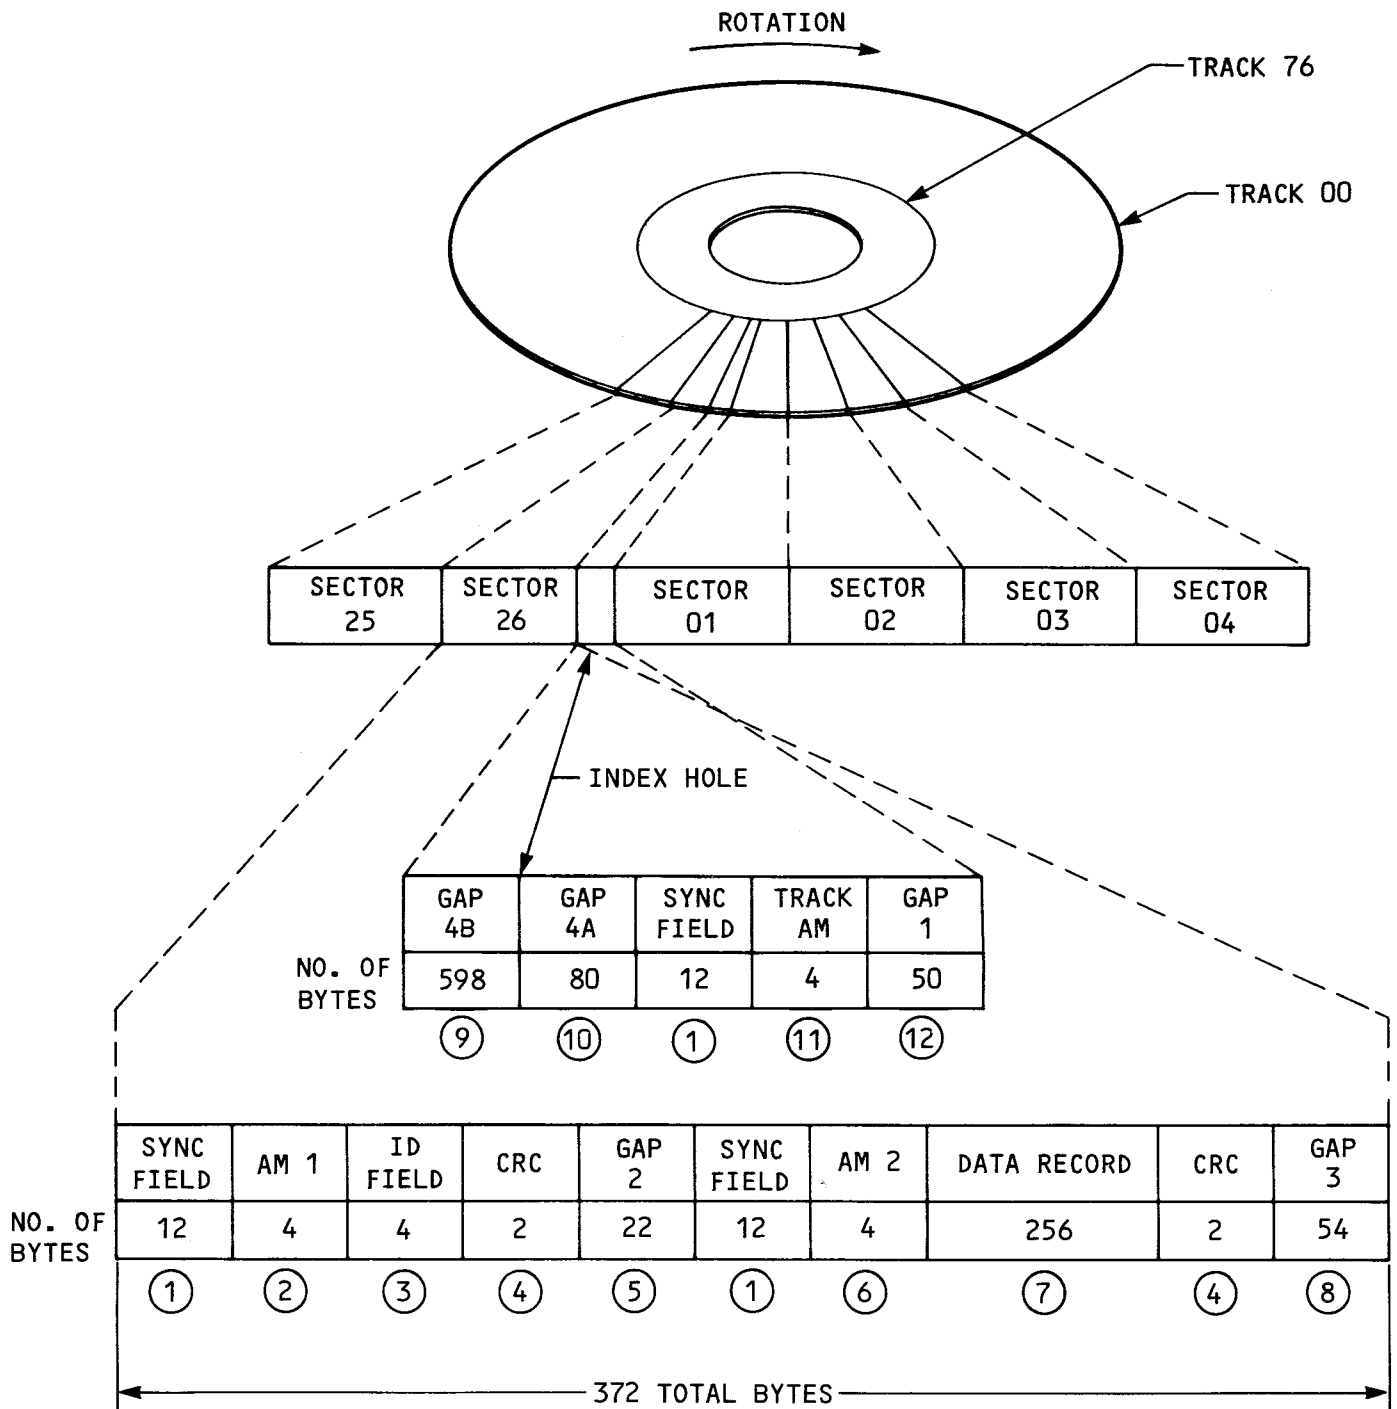 ROTATION
TRACK 76
TRACK 00
SECTOR 25
SECTOR 26
SECTOR 01
SECTOR 02
SECTOR 03
SECTOR 04
INDEX HOLE
GAP 4B
GAP 4A
SYNC FIELD
TRACK AM
GAP 1
NO. OF BYTES
598
80
12
4
50
9
10
1
11
12
SYNC FIELD
AM 1
ID FIELD
CRC
GAP 2
SYNC FIELD
AM 2
DATA RECORD
CRC
GAP 3
NO. OF BYTES
12
4
4
2
22
12
4
256
2
54
1
2
3
4
5
1
6
7
4
8
372 TOTAL BYTES